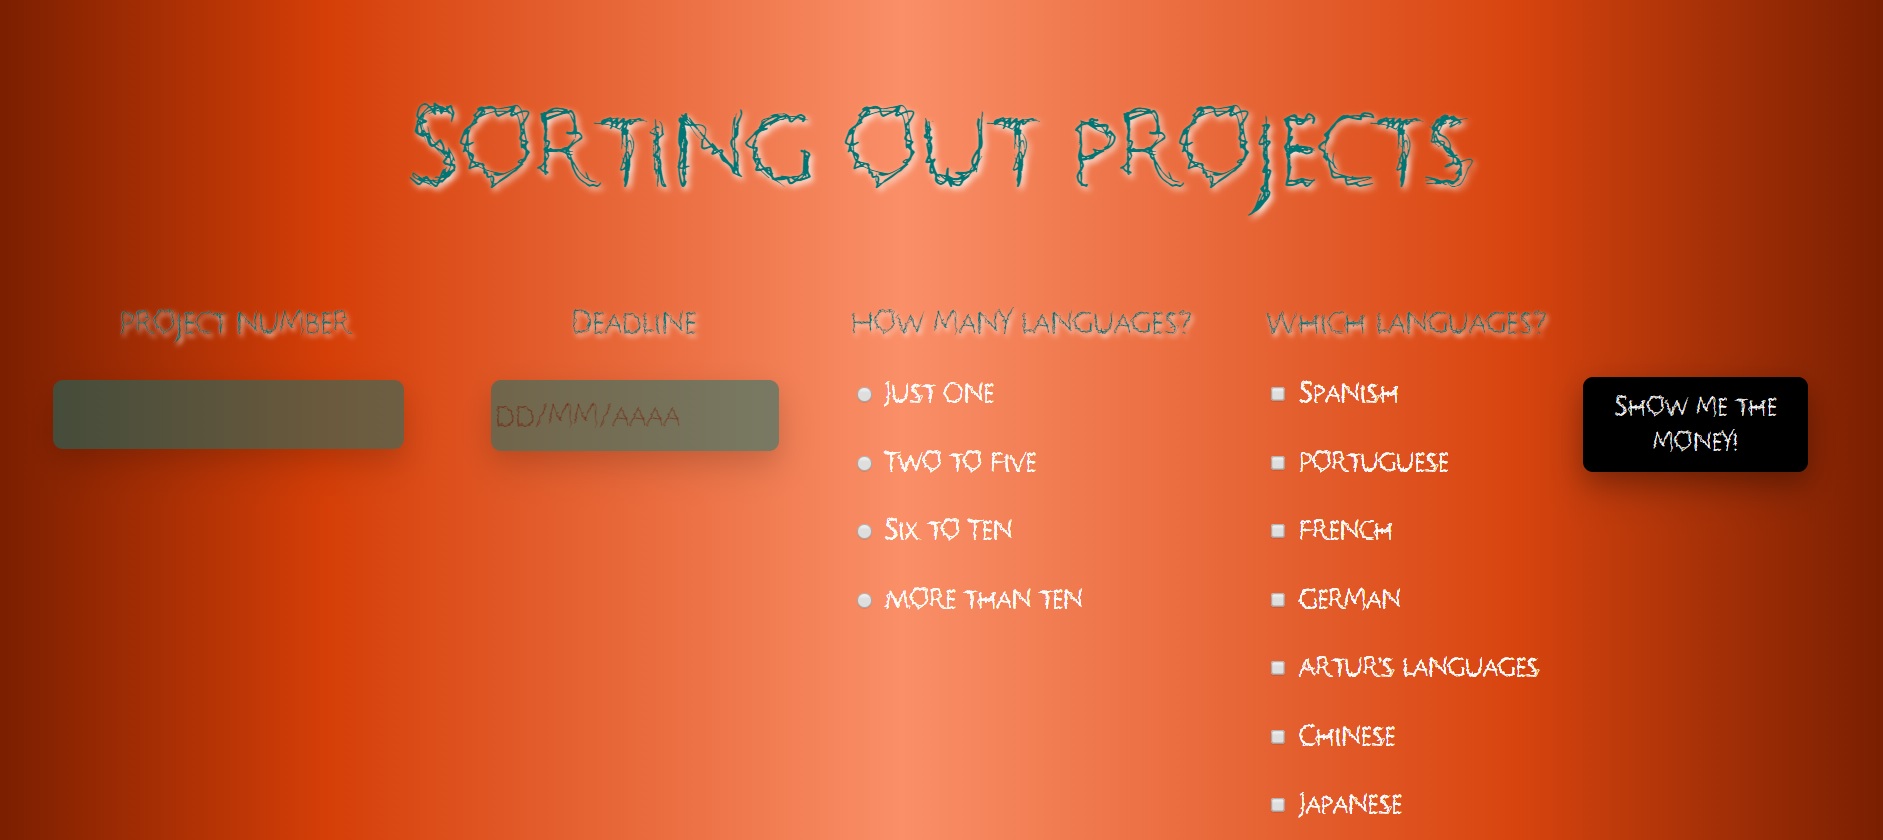 Sorting out projects
Project number
Deadline
How many languages?
Which languages?
dd/mm/aaaa
Just one
Two to five
Six to ten
More than ten
Spanish
Portuguese
French
German
Artur's languages
Chinese
Japanese
Show me the
money!